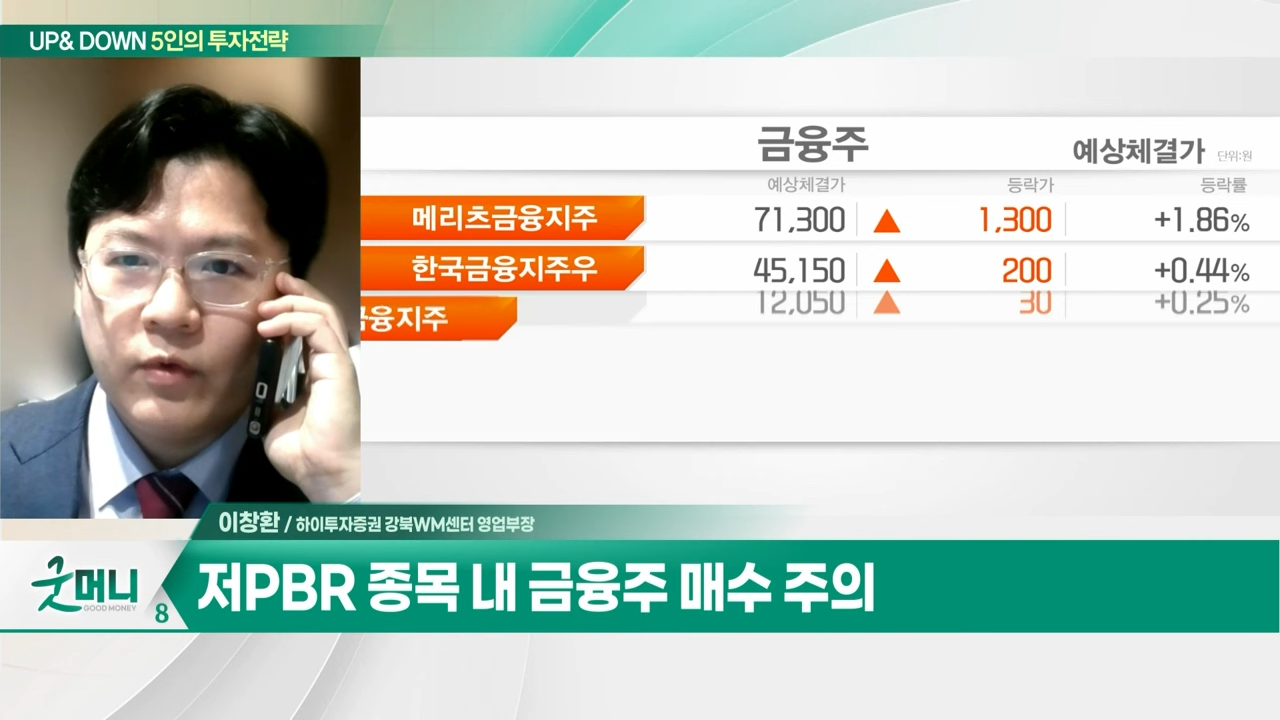 UP& DOWN 5인의 투자전략
금융주 예상체결가 단위:원
예상체결가 등락가 등락률
메리츠금융지주 71,300 ▲ 1,300 +1.86%
한국금융지주우 45,150 ▲ 200 +0.44%
금융지주 12,050 ▲ 30 +0.25%
이창환 / 하이투자증권 강북WM센터 영업부장
굿머니 GOOD MONEY 8
저PBR 종목 내 금융주 매수 주의